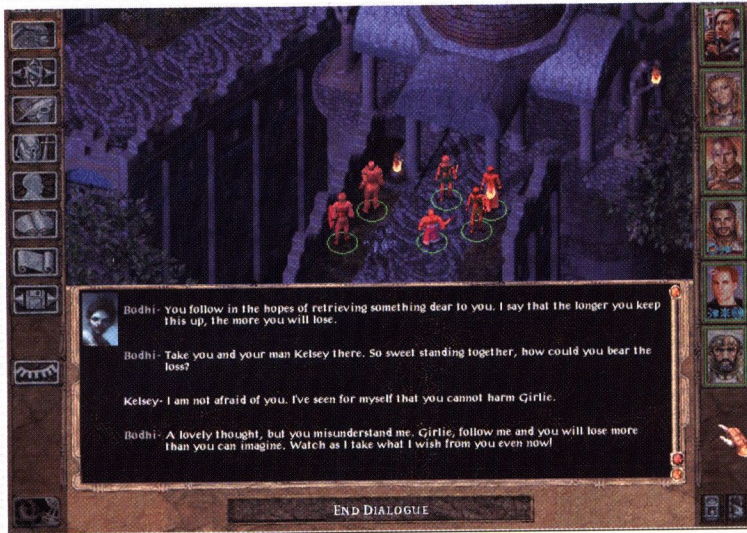 Bodhi- You follow in the hopes of retrieving something dear to you. I say that the longer you keep
this up, the more you will lose.
Bodhi- Take you and your man Kelsey there. So sweet standing together, how could you bear the
loss?
Kelsey- I am not afraid of you. I've seen for myself that you cannot harm Girlie.
Bodhi- A lovely thought, but you misunderstand me. Girlie, follow me and you will lose more
than you can imagine. Watch as I take what I wish from you even now!
END DIALOGUE